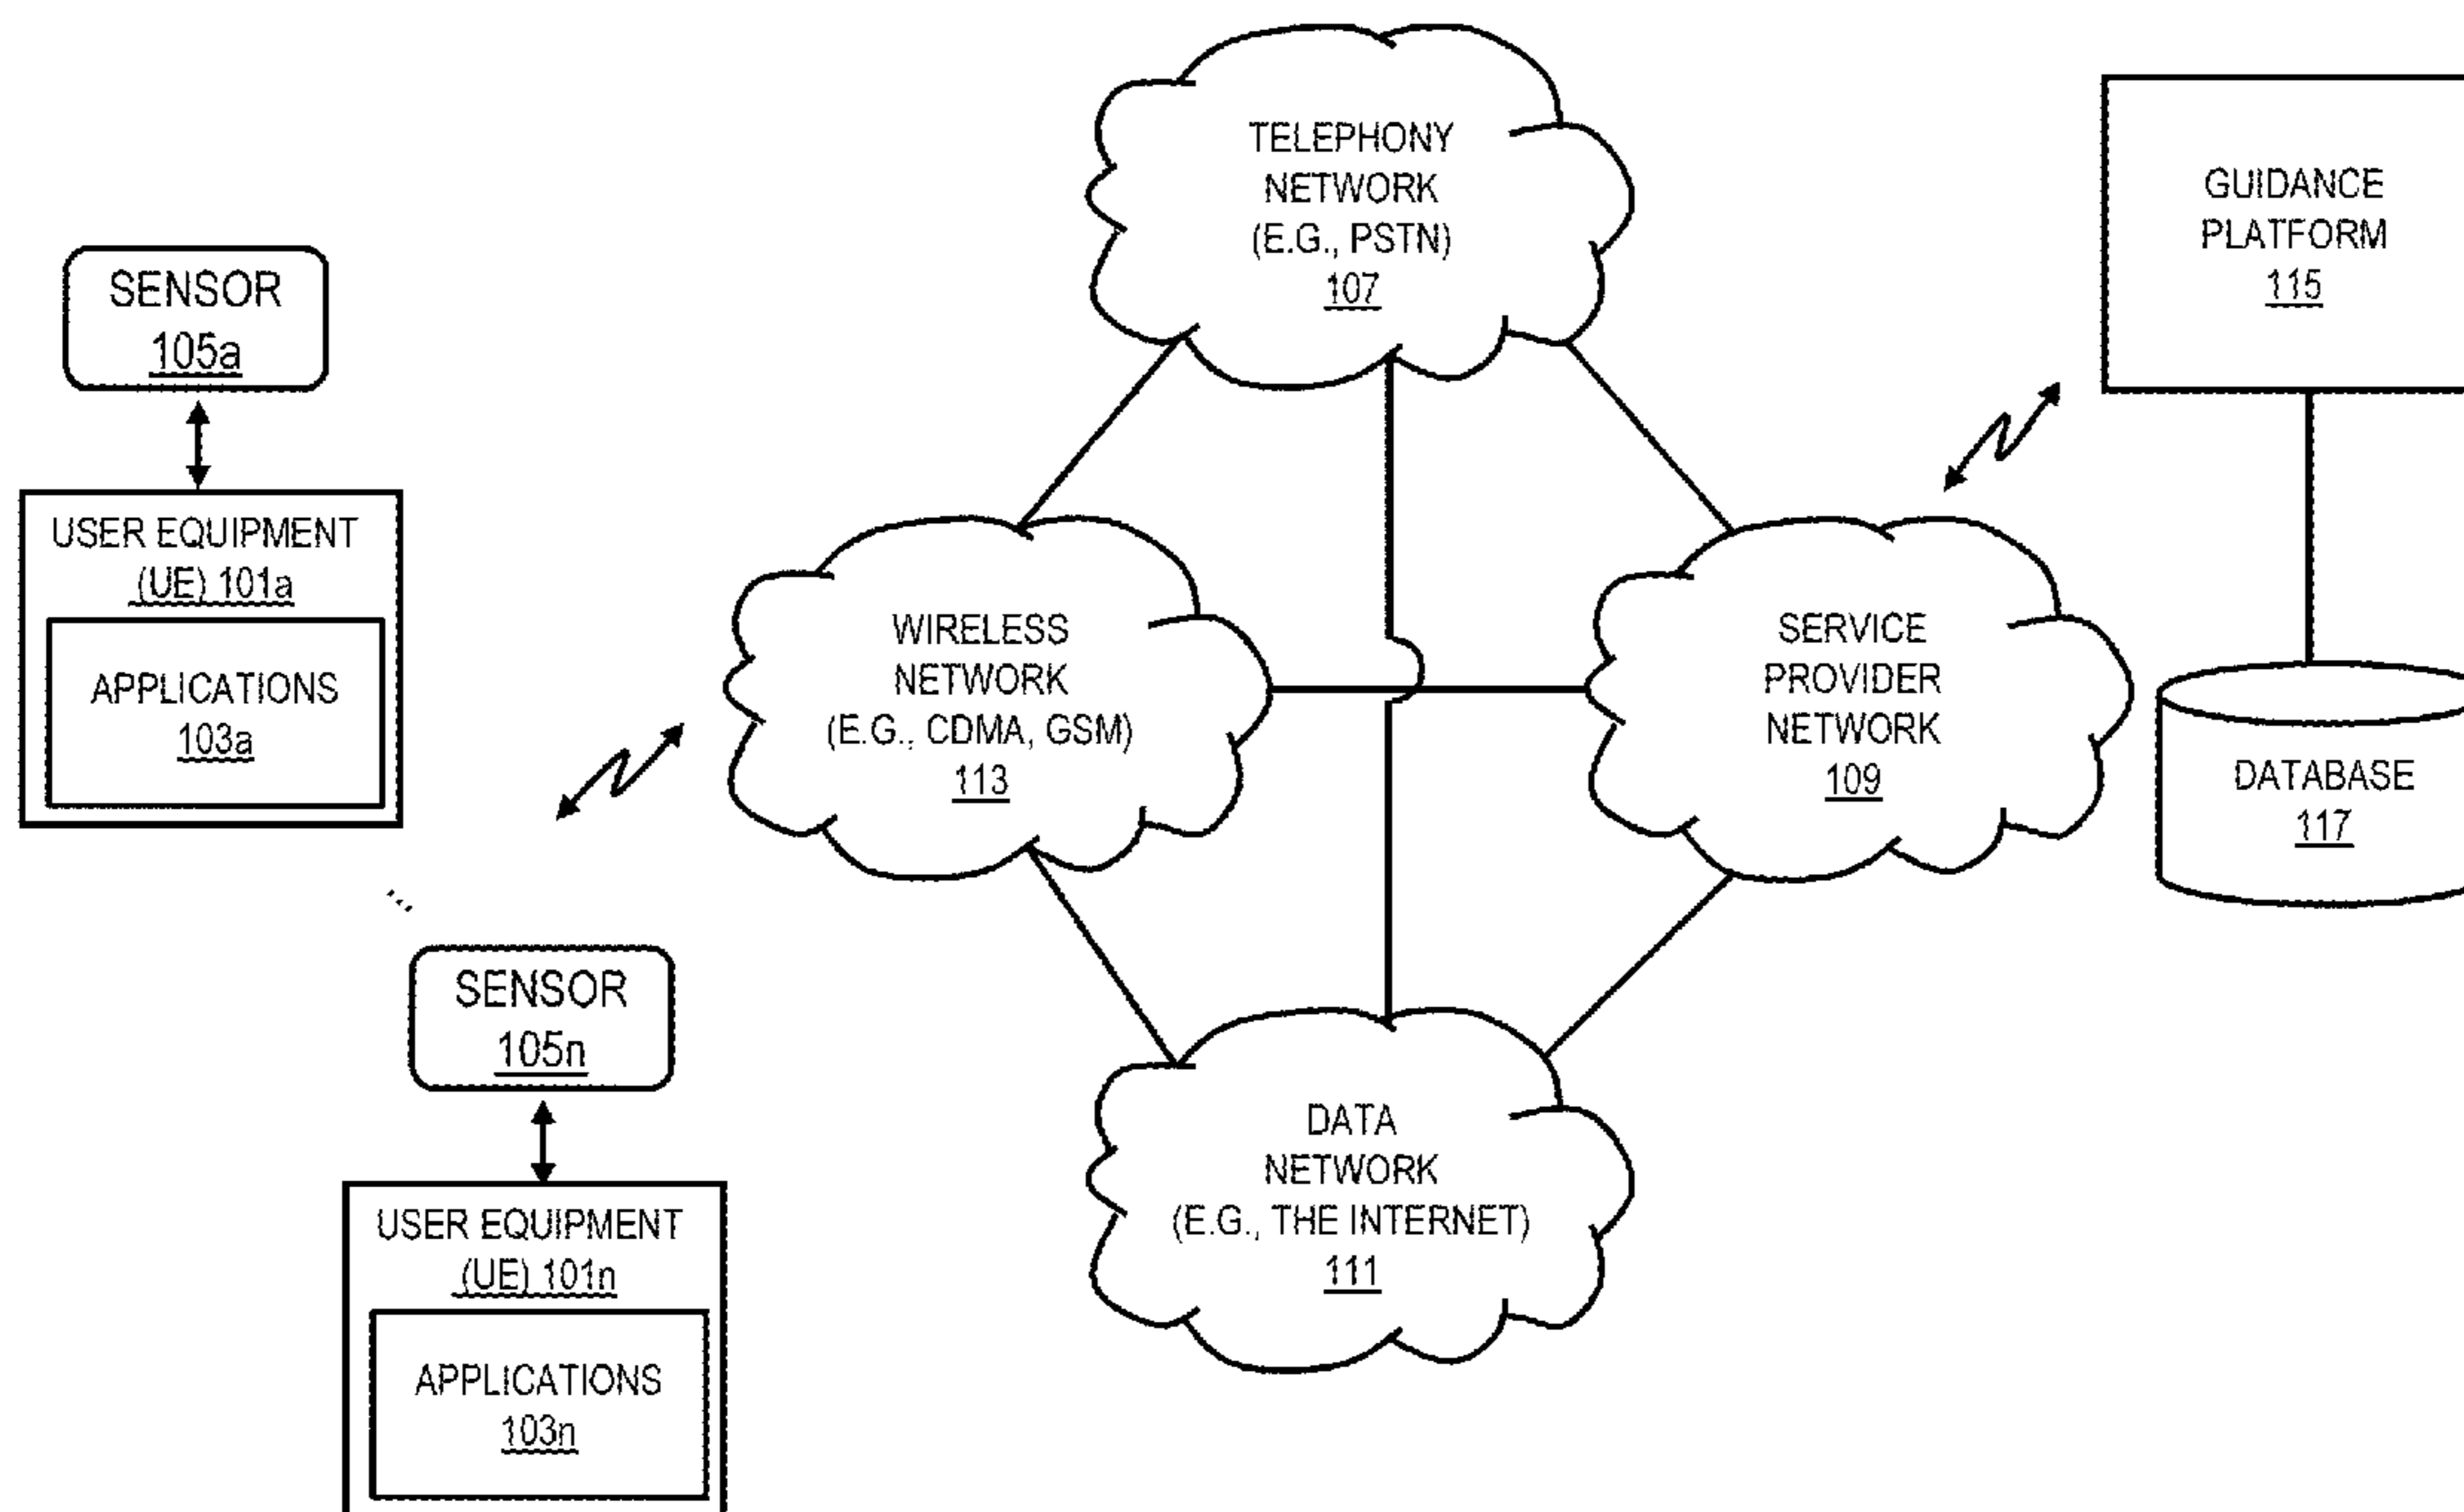 TELEPHONY
NETWORK
(E.G., PSTN)
107
GUIDANCE
PLATFORM
115
SENSOR
105a
USER EQUIPMENT
(UE) 101a
APPLICATIONS
103a
WIRELESS
NETWORK
(E.G., CDMA, GSM)
113
SERVICE
PROVIDER
NETWORK
109
DATABASE
117
...
SENSOR
105n
USER EQUIPMENT
(UE) 101n
APPLICATIONS
103n
DATA
NETWORK
(E.G., THE INTERNET)
111